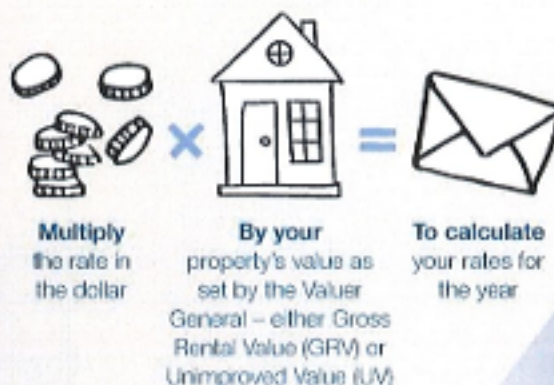 Multiply
the rate in
the dollar
By your
property's value as
set by the Valuer
General – either Gross
Rental Value (GRV) or
Unimproved Value (UV)
To calculate
your rates for
the year